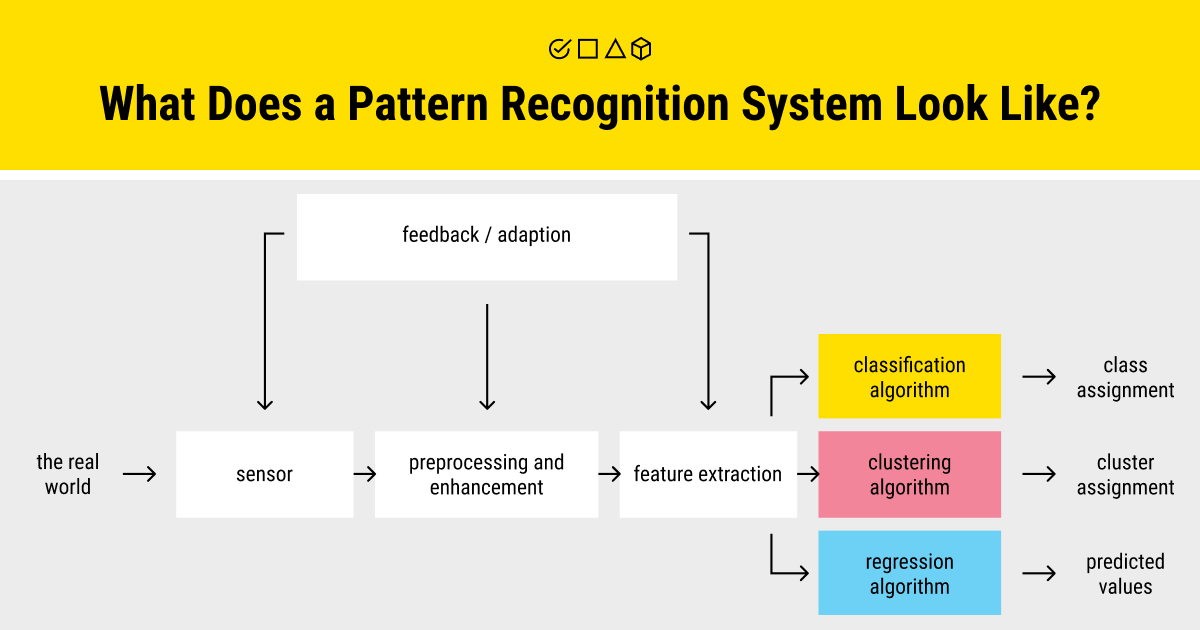 What Does a Pattern Recognition System Look Like?
feedback / adaption
the real
world
sensor
preprocessing and
enhancement
feature extraction
classification
algorithm
class
assignment
clustering
algorithm
cluster
assignment
regression
algorithm
predicted
values